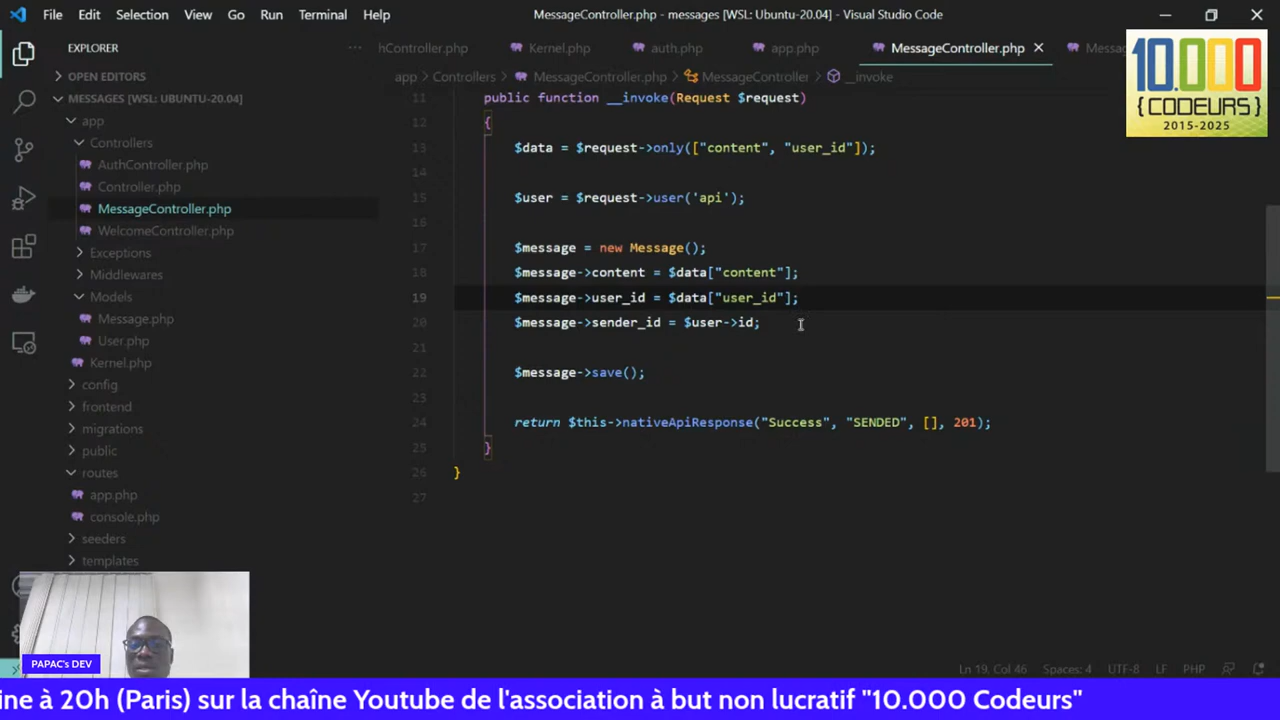 File Edit Selection View Go Run Terminal Help
MessageController.php - messages [WSL: Ubuntu-20.04] - Visual Studio Code
EXPLORER
OPEN EDITORS
MESSAGES [WSL: UBUNTU-20.04]
app
Controllers
AuthController.php
Controller.php
MessageController.php
WelcomeController.php
Exceptions
Middlewares
Models
Message.php
User.php
Kernel.php
config
frontend
migrations
public
routes
app.php
console.php
seeders
templates
hController.php Kernel.php auth.php app.php MessageController.php Messa
app > Controllers > MessageController.php > MessageController > __invoke
11 public function __invoke(Request $request)
12 {
13 $data = $request->only(["content", "user_id"]);
14
15 $user = $request->user('api');
16
17 $message = new Message();
18 $message->content = $data["content"];
19 $message->user_id = $data["user_id"];
20 $message->sender_id = $user->id;
21
22 $message->save();
23
24 return $this->nativeApiResponse("Success", "SENDED", [], 201);
25 }
26 }
27
10.000
{CODEURS}
2015-2025
PAPAC's DEV
Ln 19, Col 46 Spaces: 4 UTF-8 LF PHP
ine à 20h (Paris) sur la chaîne Youtube de l'association à but non lucratif "10.000 Codeurs"